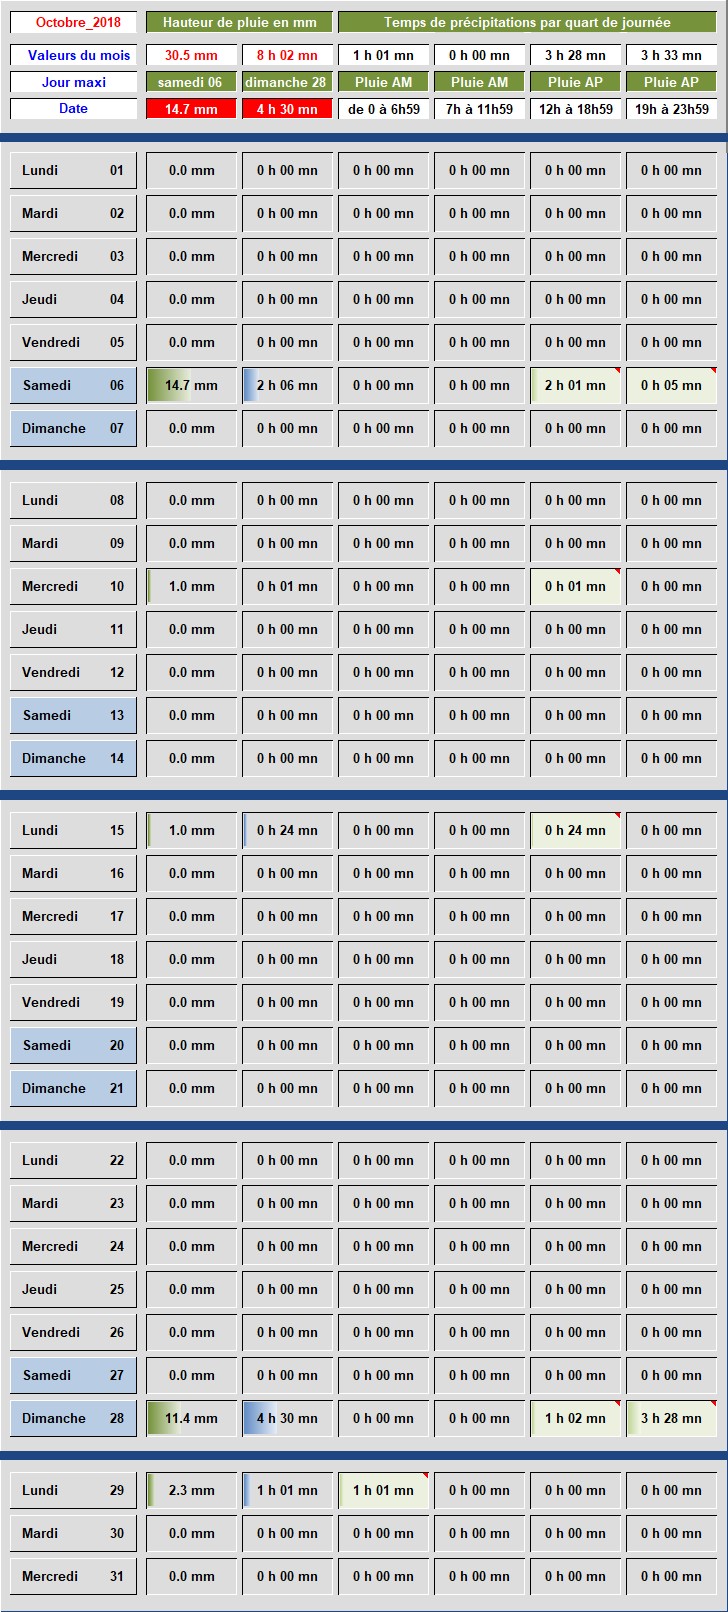 Octobre_2018 Hauteur de pluie en mm Temps de précipitations par quart de journée
Valeurs du mois 30.5 mm 8 h 02 mn 1 h 01 mn 0 h 00 mn 3 h 28 mn 3 h 33 mn
Jour maxi samedi 06 dimanche 28 Pluie AM Pluie AM Pluie AP Pluie AP
Date 14.7 mm 4 h 30 mn de 0 à 6h59 7h à 11h59 12h à 18h59 19h à 23h59
Lundi 01 0.0 mm 0 h 00 mn 0 h 00 mn 0 h 00 mn 0 h 00 mn 0 h 00 mn
Mardi 02 0.0 mm 0 h 00 mn 0 h 00 mn 0 h 00 mn 0 h 00 mn 0 h 00 mn
Mercredi 03 0.0 mm 0 h 00 mn 0 h 00 mn 0 h 00 mn 0 h 00 mn 0 h 00 mn
Jeudi 04 0.0 mm 0 h 00 mn 0 h 00 mn 0 h 00 mn 0 h 00 mn 0 h 00 mn
Vendredi 05 0.0 mm 0 h 00 mn 0 h 00 mn 0 h 00 mn 0 h 00 mn 0 h 00 mn
Samedi 06 14.7 mm 2 h 06 mn 0 h 00 mn 0 h 00 mn 2 h 01 mn 0 h 05 mn
Dimanche 07 0.0 mm 0 h 00 mn 0 h 00 mn 0 h 00 mn 0 h 00 mn 0 h 00 mn
Lundi 08 0.0 mm 0 h 00 mn 0 h 00 mn 0 h 00 mn 0 h 00 mn 0 h 00 mn
Mardi 09 0.0 mm 0 h 00 mn 0 h 00 mn 0 h 00 mn 0 h 00 mn 0 h 00 mn
Mercredi 10 1.0 mm 0 h 01 mn 0 h 00 mn 0 h 00 mn 0 h 01 mn 0 h 00 mn
Jeudi 11 0.0 mm 0 h 00 mn 0 h 00 mn 0 h 00 mn 0 h 00 mn 0 h 00 mn
Vendredi 12 0.0 mm 0 h 00 mn 0 h 00 mn 0 h 00 mn 0 h 00 mn 0 h 00 mn
Samedi 13 0.0 mm 0 h 00 mn 0 h 00 mn 0 h 00 mn 0 h 00 mn 0 h 00 mn
Dimanche 14 0.0 mm 0 h 00 mn 0 h 00 mn 0 h 00 mn 0 h 00 mn 0 h 00 mn
Lundi 15 1.0 mm 0 h 24 mn 0 h 00 mn 0 h 00 mn 0 h 24 mn 0 h 00 mn
Mardi 16 0.0 mm 0 h 00 mn 0 h 00 mn 0 h 00 mn 0 h 00 mn 0 h 00 mn
Mercredi 17 0.0 mm 0 h 00 mn 0 h 00 mn 0 h 00 mn 0 h 00 mn 0 h 00 mn
Jeudi 18 0.0 mm 0 h 00 mn 0 h 00 mn 0 h 00 mn 0 h 00 mn 0 h 00 mn
Vendredi 19 0.0 mm 0 h 00 mn 0 h 00 mn 0 h 00 mn 0 h 00 mn 0 h 00 mn
Samedi 20 0.0 mm 0 h 00 mn 0 h 00 mn 0 h 00 mn 0 h 00 mn 0 h 00 mn
Dimanche 21 0.0 mm 0 h 00 mn 0 h 00 mn 0 h 00 mn 0 h 00 mn 0 h 00 mn
Lundi 22 0.0 mm 0 h 00 mn 0 h 00 mn 0 h 00 mn 0 h 00 mn 0 h 00 mn
Mardi 23 0.0 mm 0 h 00 mn 0 h 00 mn 0 h 00 mn 0 h 00 mn 0 h 00 mn
Mercredi 24 0.0 mm 0 h 00 mn 0 h 00 mn 0 h 00 mn 0 h 00 mn 0 h 00 mn
Jeudi 25 0.0 mm 0 h 00 mn 0 h 00 mn 0 h 00 mn 0 h 00 mn 0 h 00 mn
Vendredi 26 0.0 mm 0 h 00 mn 0 h 00 mn 0 h 00 mn 0 h 00 mn 0 h 00 mn
Samedi 27 0.0 mm 0 h 00 mn 0 h 00 mn 0 h 00 mn 0 h 00 mn 0 h 00 mn
Dimanche 28 11.4 mm 4 h 30 mn 0 h 00 mn 0 h 00 mn 1 h 02 mn 3 h 28 mn
Lundi 29 2.3 mm 1 h 01 mn 1 h 01 mn 0 h 00 mn 0 h 00 mn 0 h 00 mn
Mardi 30 0.0 mm 0 h 00 mn 0 h 00 mn 0 h 00 mn 0 h 00 mn 0 h 00 mn
Mercredi 31 0.0 mm 0 h 00 mn 0 h 00 mn 0 h 00 mn 0 h 00 mn 0 h 00 mn